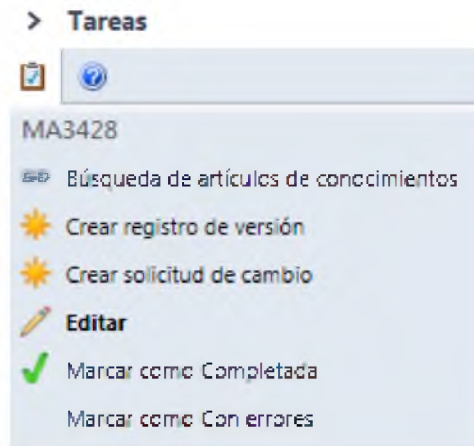 Tareas
MA3428
Búsqueda de artículos de conocimientos
Crear registro de versión
Crear solicitud de cambio
Editar
Marcar como Completada
Marcar como Con errores